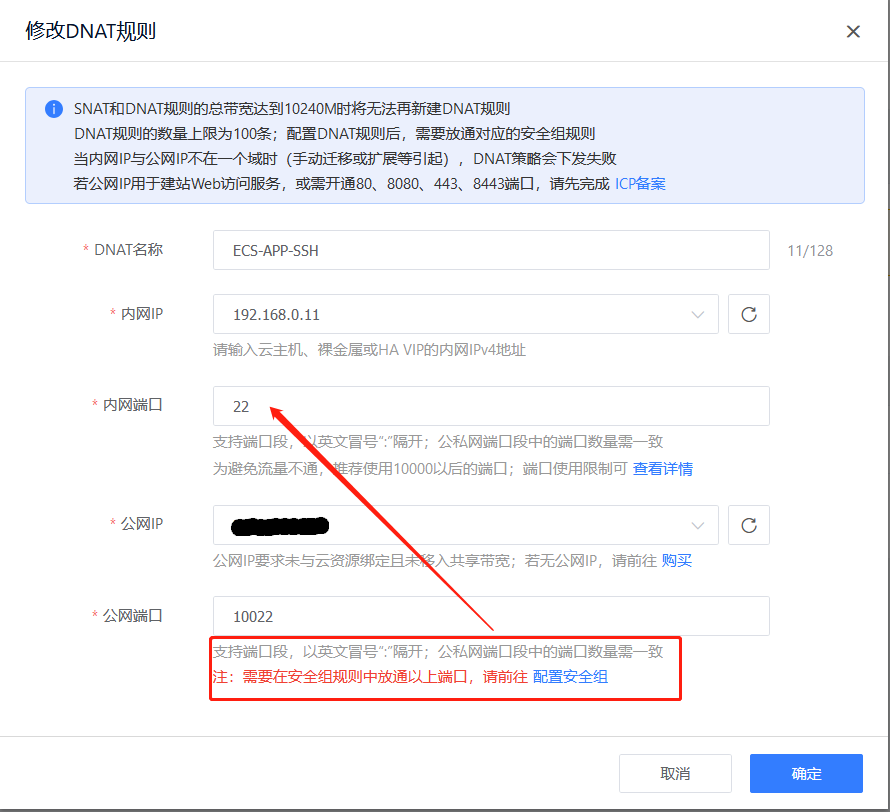 修改DNAT规则
SNAT和DNAT规则的总带宽达到10240M时将无法再新建DNAT规则
DNAT规则的数量上限为100条；配置DNAT规则后，需要放通对应的安全组规则
当内网IP与公网IP不在一个域时（手动迁移或扩展等引起），DNAT策略会下发失败
若公网IP用于建站Web访问服务，或需开通80、8080、443、8443端口，请先完成 ICP备案
* DNAT名称 ECS-APP-SSH 11/128
* 内网IP 192.168.0.11
请输入云主机、裸金属或HA VIP的内网IPv4地址
* 内网端口 22
支持端口段，以英文冒号“:”隔开；公私网端口段中的端口数量需一致
为避免流量不通，推荐使用10000以后的端口；端口使用限制可 查看详情
* 公网IP
公网IP要求未与云资源绑定且未移入共享带宽；若无公网IP，请前往 购买
* 公网端口 10022
支持端口段，以英文冒号“:”隔开；公私网端口段中的端口数量需一致
注：需要在安全组规则中放通以上端口，请前往 配置安全组
取消 确定